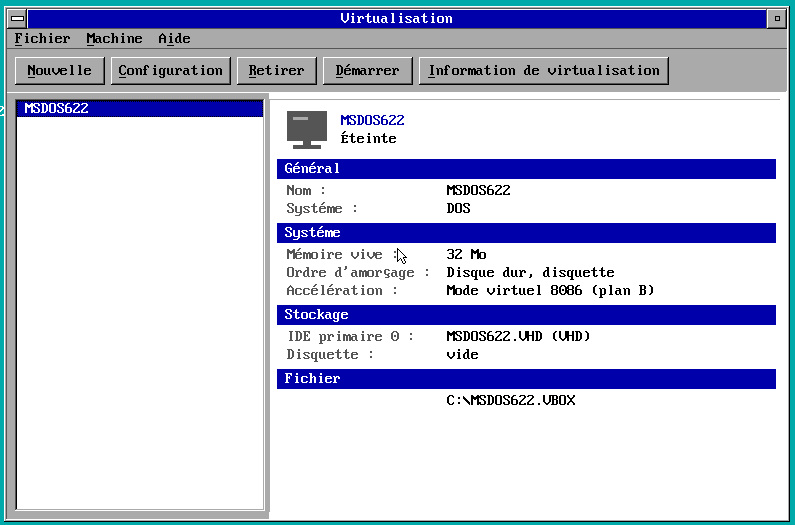 Virtualisation
Fichier Machine Aide
Nouvelle Configuration Retirer Démarrer Information de virtualisation
MSDOS622
MSDOS622
Éteinte
Général
Nom : MSDOS622
Systéme : DOS
Systéme
Mémoire vive : 32 Mo
Ordre d'amorçage : Disque dur, disquette
Accélération : Mode virtuel 8086 (plan B)
Stockage
IDE primaire 0 : MSDOS622.VHD (VHD)
Disquette : vide
Fichier
C:\MSDOS622.VBOX